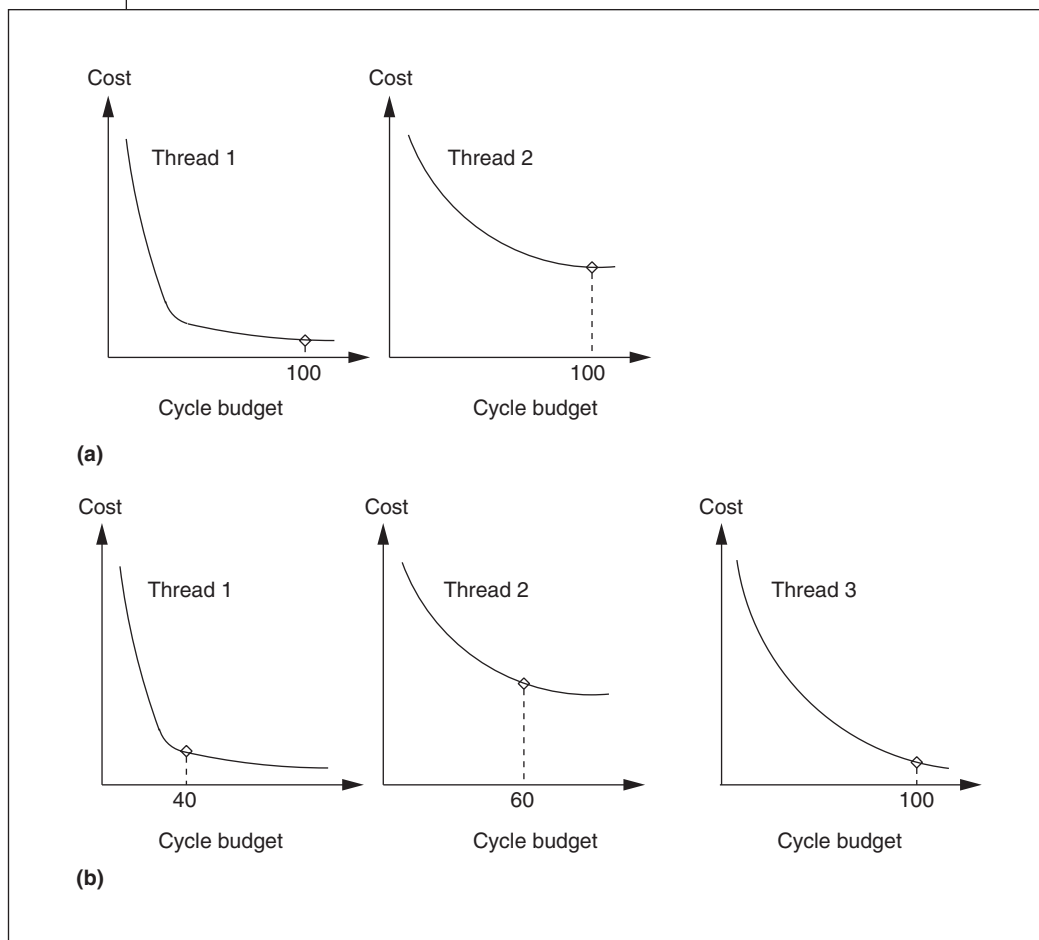 Cost
Cost
Thread 1
Thread 2
100
100
Cycle budget
Cycle budget
(a)
Cost
Cost
Cost
Thread 1
Thread 2
Thread 3
40
60
100
Cycle budget
Cycle budget
Cycle budget
(b)